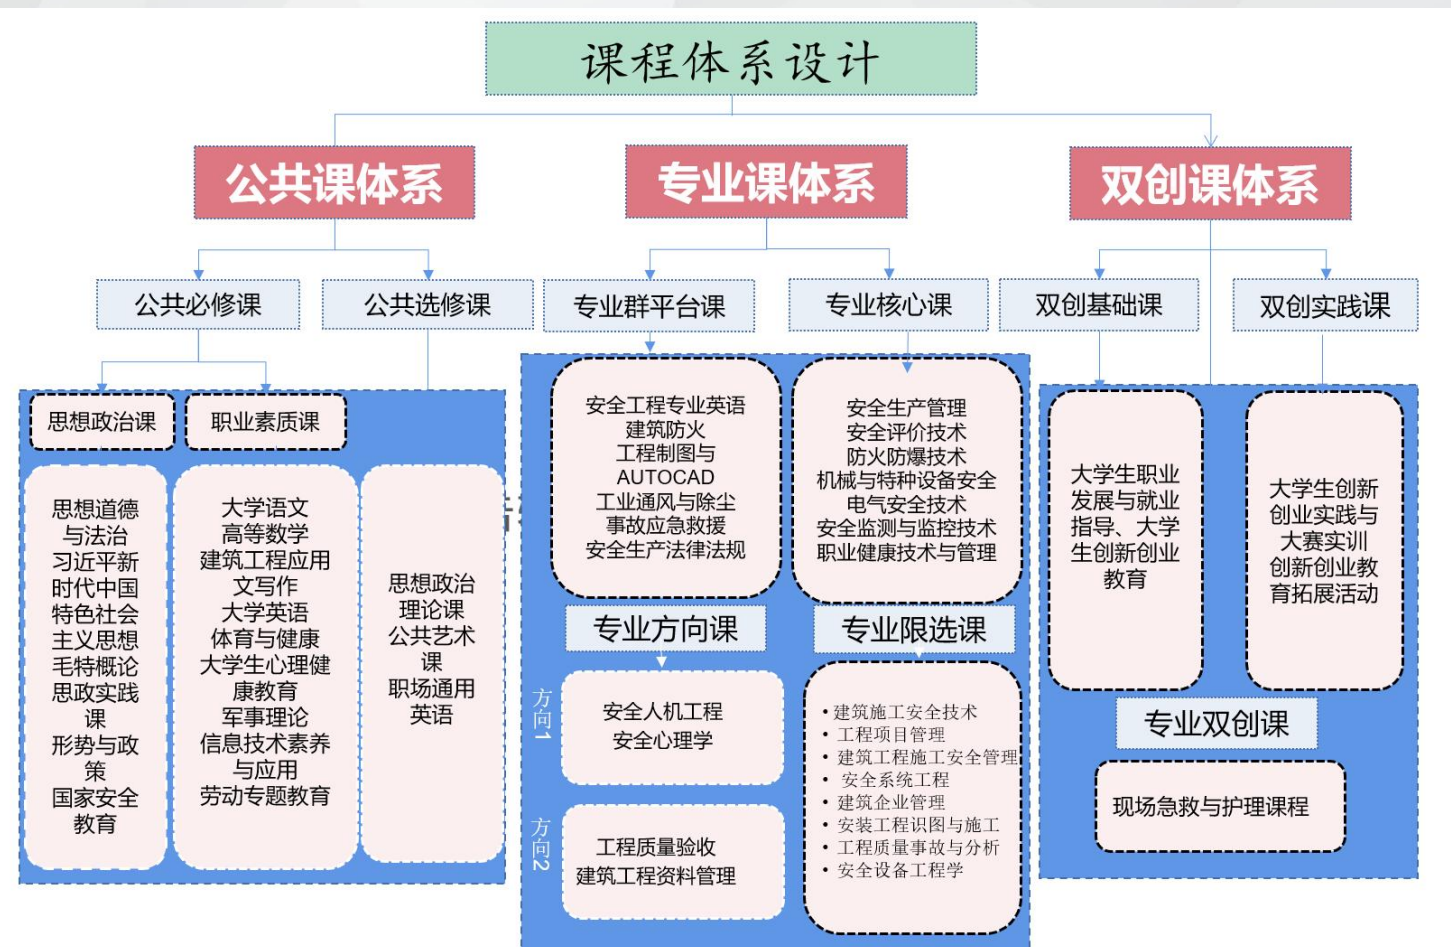 课程体系设计
公共课体系
专业课体系
双创课体系
公共必修课
公共选修课
专业群平台课
专业核心课
双创基础课
双创实践课
思想政治课
职业素质课
思想道德
与法治
习近平新
时代中国
特色社会
主义思想
毛特概论
思政实践
课
形势与政
策
国家安全
教育
大学语文
高等数学
建筑工程应用
文写作
大学英语
体育与健康
大学生心理健
康教育
军事理论
信息技术素养
与应用
劳动专题教育
思想政治
理论课
公共艺术
课
职场通用
英语
安全工程专业英语
建筑防火
工程制图与
AUTOCAD
工业通风与除尘
事故应急救援
安全生产法律法规
安全生产管理
安全评价技术
防火防爆技术
机械与特种设备安全
电气安全技术
安全监测与监控技术
职业健康技术与管理
专业方向课
方向1
安全人机工程
安全心理学
方向2
工程质量验收
建筑工程资料管理
专业限选课
•建筑施工安全技术
•工程项目管理
•建筑工程施工安全管理
• 安全系统工程
•建筑企业管理
•安装工程识图与施工
•工程质量事故与分析
•安全设备工程学
大学生职业
发展与就业
指导、大学
生创新创业
教育
大学生创新
创业实践与
大赛实训
创新创业教
育拓展活动
专业双创课
现场急救与护理课程